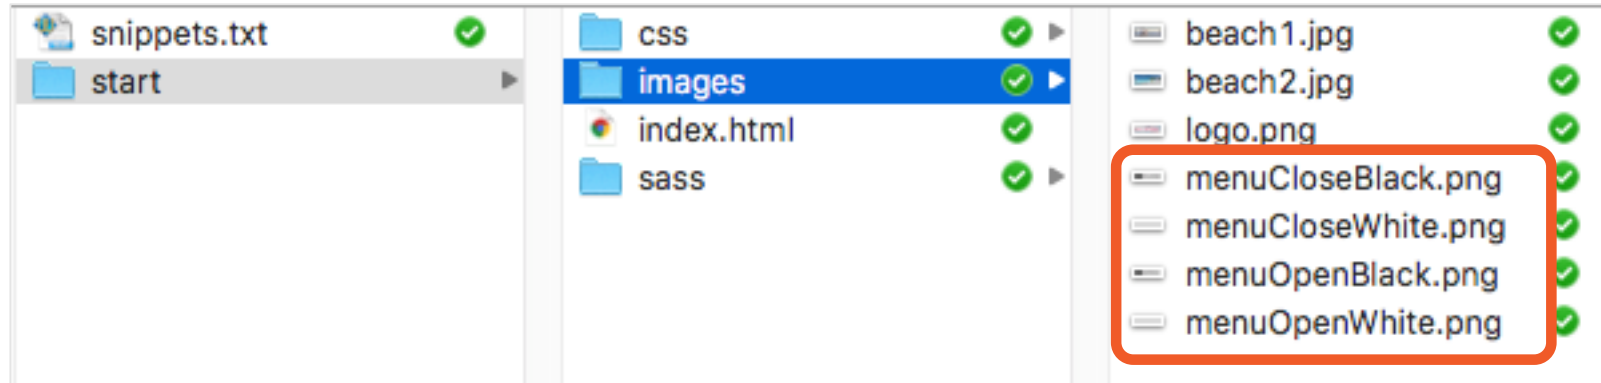 snippets.txt
start
css
images
index.html
sass
beach1.jpg
beach2.jpg
logo.png
menuCloseBlack.png
menuCloseWhite.png
menuOpenBlack.png
menuOpenWhite.png